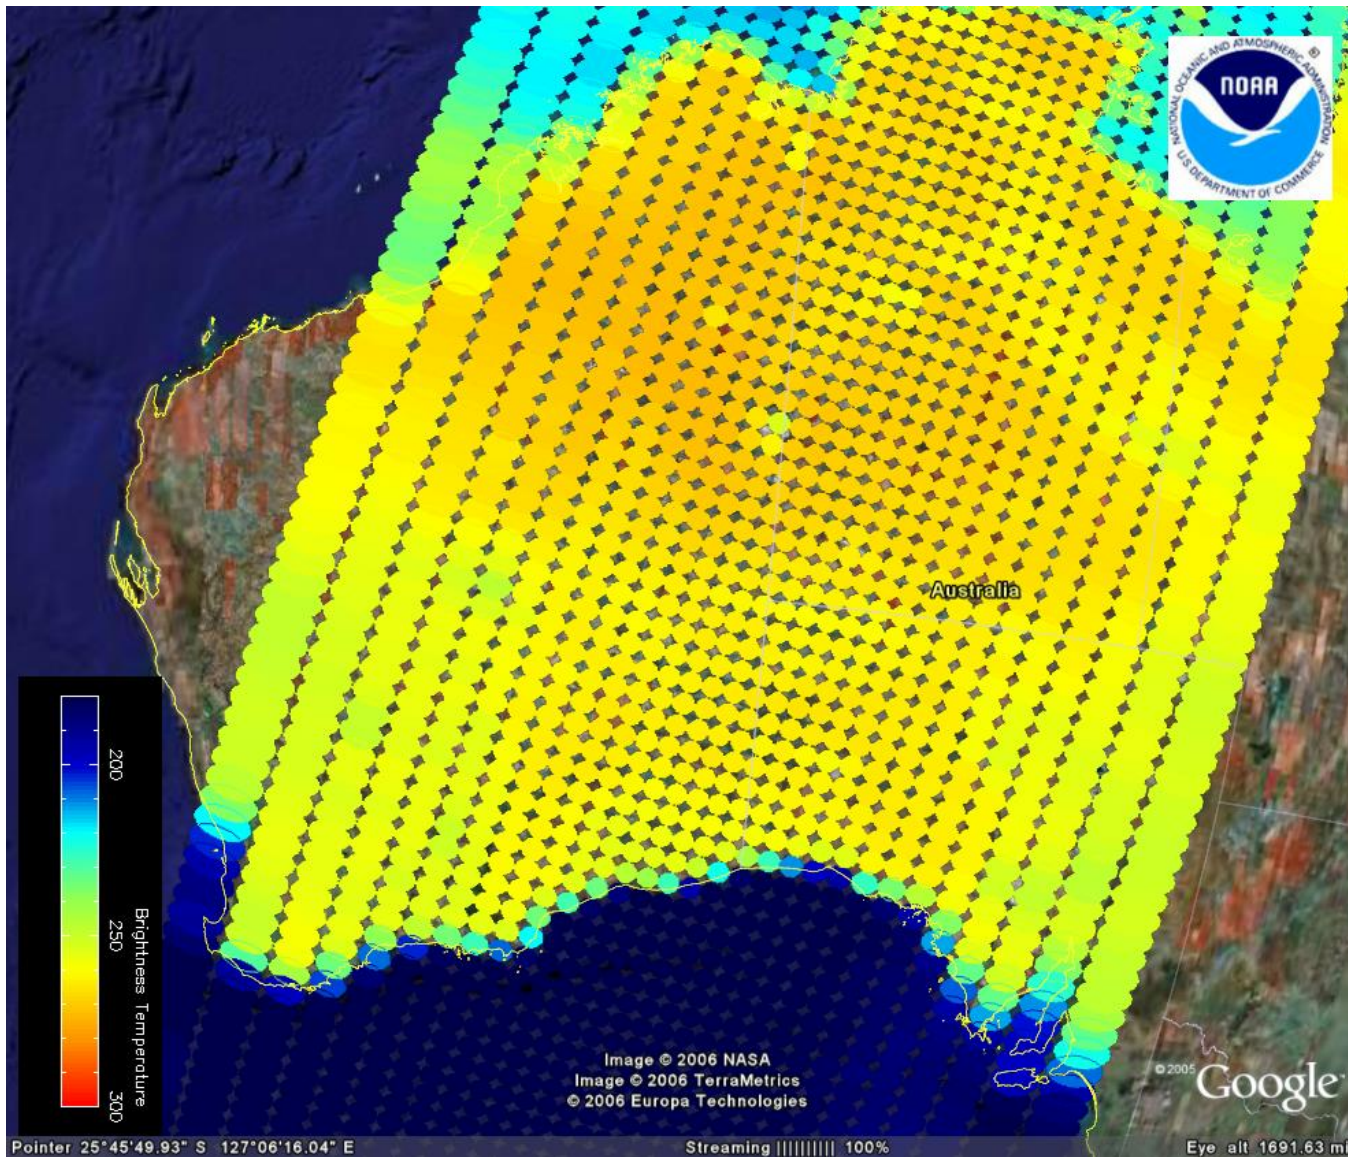 NATIONAL OCEANIC AND ATMOSPHERIC ADMINISTRATION
NOAA
U.S. DEPARTMENT OF COMMERCE
Australia
200
250
300
Brightness Temperature
Image © 2006 NASA
Image © 2006 TerraMetrics
© 2006 Europa Technologies
© 2005 Google
Pointer 25°45'49.93" S 127°06'16.04" E
Streaming |||||||||| 100%
Eye alt 1691.63 mi